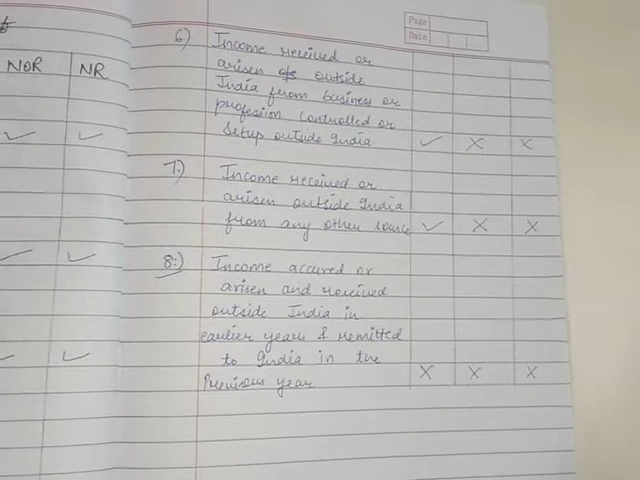 NOR NR
✓ ✓
✓ ✓
✓ ✓
Page
Date
6) Income received or
arisen outside
India from business or
profession controlled or
Setup outside India ✓ X X
7.) Income received or
arisen outside India
from any other source ✓ X X
8.) Income accured or
arisen and received
outside India in
earlier years & remitted
to India in the
Previous year X X X